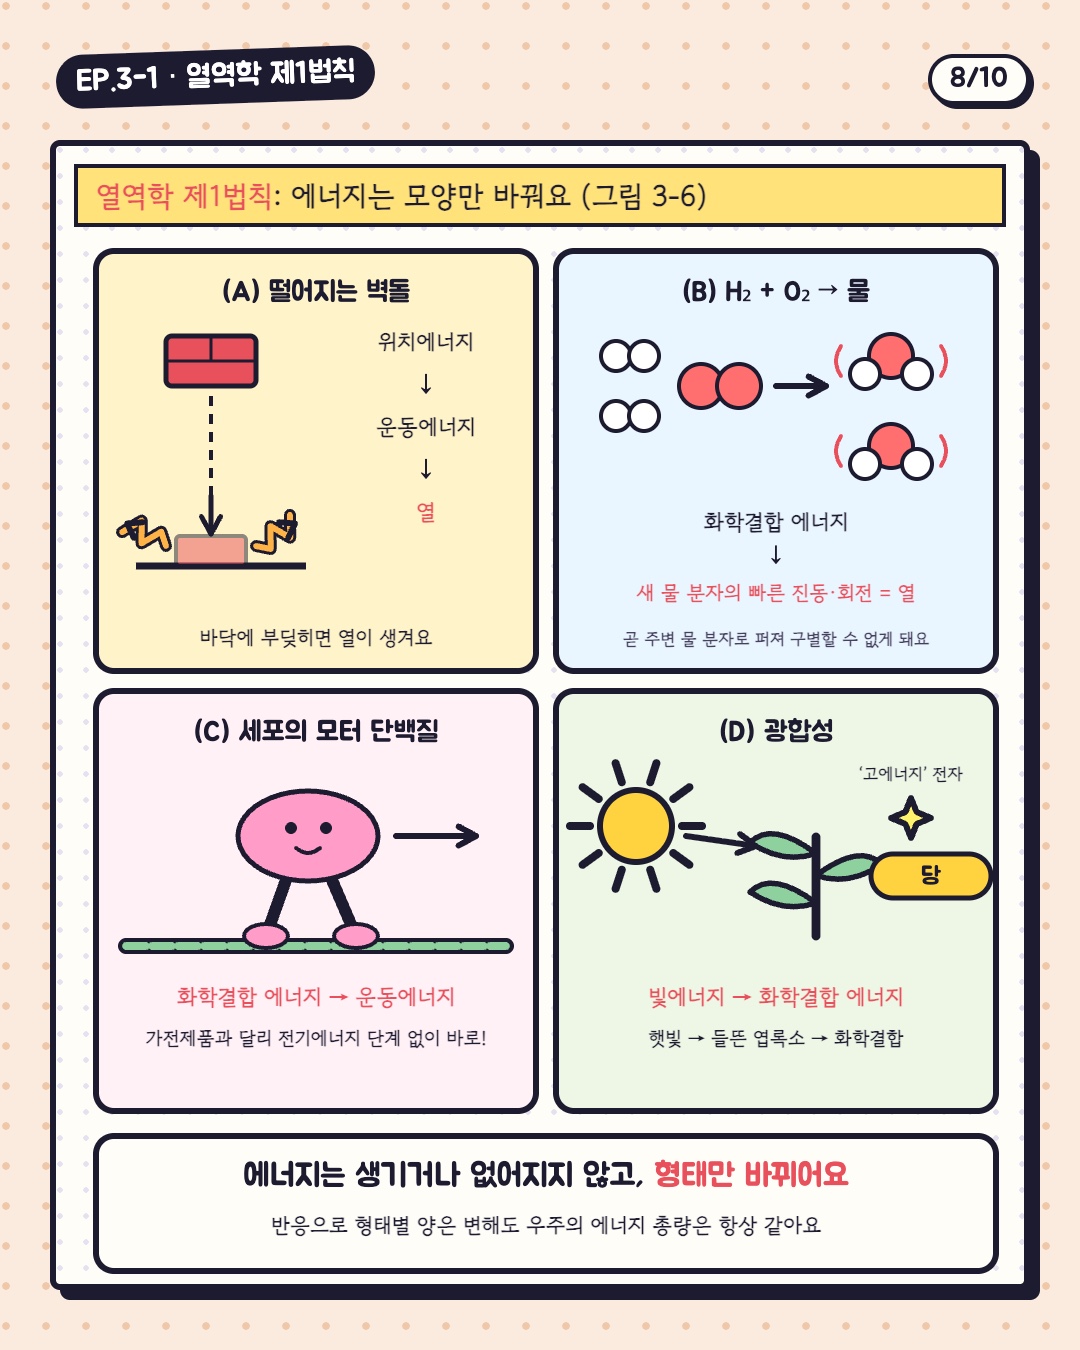 EP.3-1 · 열역학 제1법칙
8/10
열역학 제1법칙: 에너지는 모양만 바꿔요 (그림 3-6)
(A) 떨어지는 벽돌
위치에너지
↓
운동에너지
↓
열
바닥에 부딪히면 열이 생겨요
(B) H₂ + O₂ → 물
화학결합 에너지
↓
새 물 분자의 빠른 진동·회전 = 열
곧 주변 물 분자로 퍼져 구별할 수 없게 돼요
(C) 세포의 모터 단백질
화학결합 에너지 → 운동에너지
가전제품과 달리 전기에너지 단계 없이 바로!
(D) 광합성
‘고에너지’ 전자
당
빛에너지 → 화학결합 에너지
햇빛 → 들뜬 엽록소 → 화학결합
에너지는 생기거나 없어지지 않고, 형태만 바뀌어요
반응으로 형태별 양은 변해도 우주의 에너지 총량은 항상 같아요